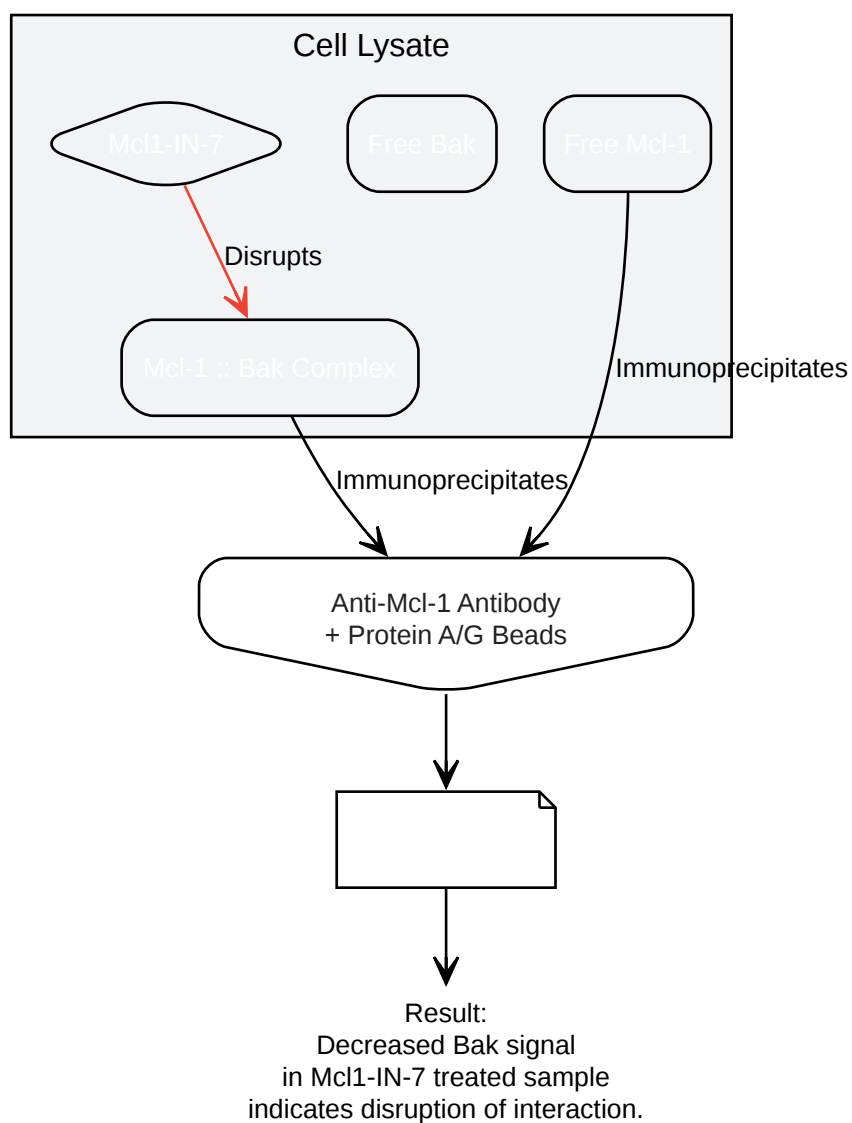 Cell Lysate
Mcl1-IN-7
Free Bak
Free Mcl-1
Disrupts
Mcl-1 :: Bak Complex
Immunoprecipitates
Immunoprecipitates
Anti-Mcl-1 Antibody
+ Protein A/G Beads
Result:
Decreased Bak signal
in Mcl1-IN-7 treated sample
indicates disruption of interaction.